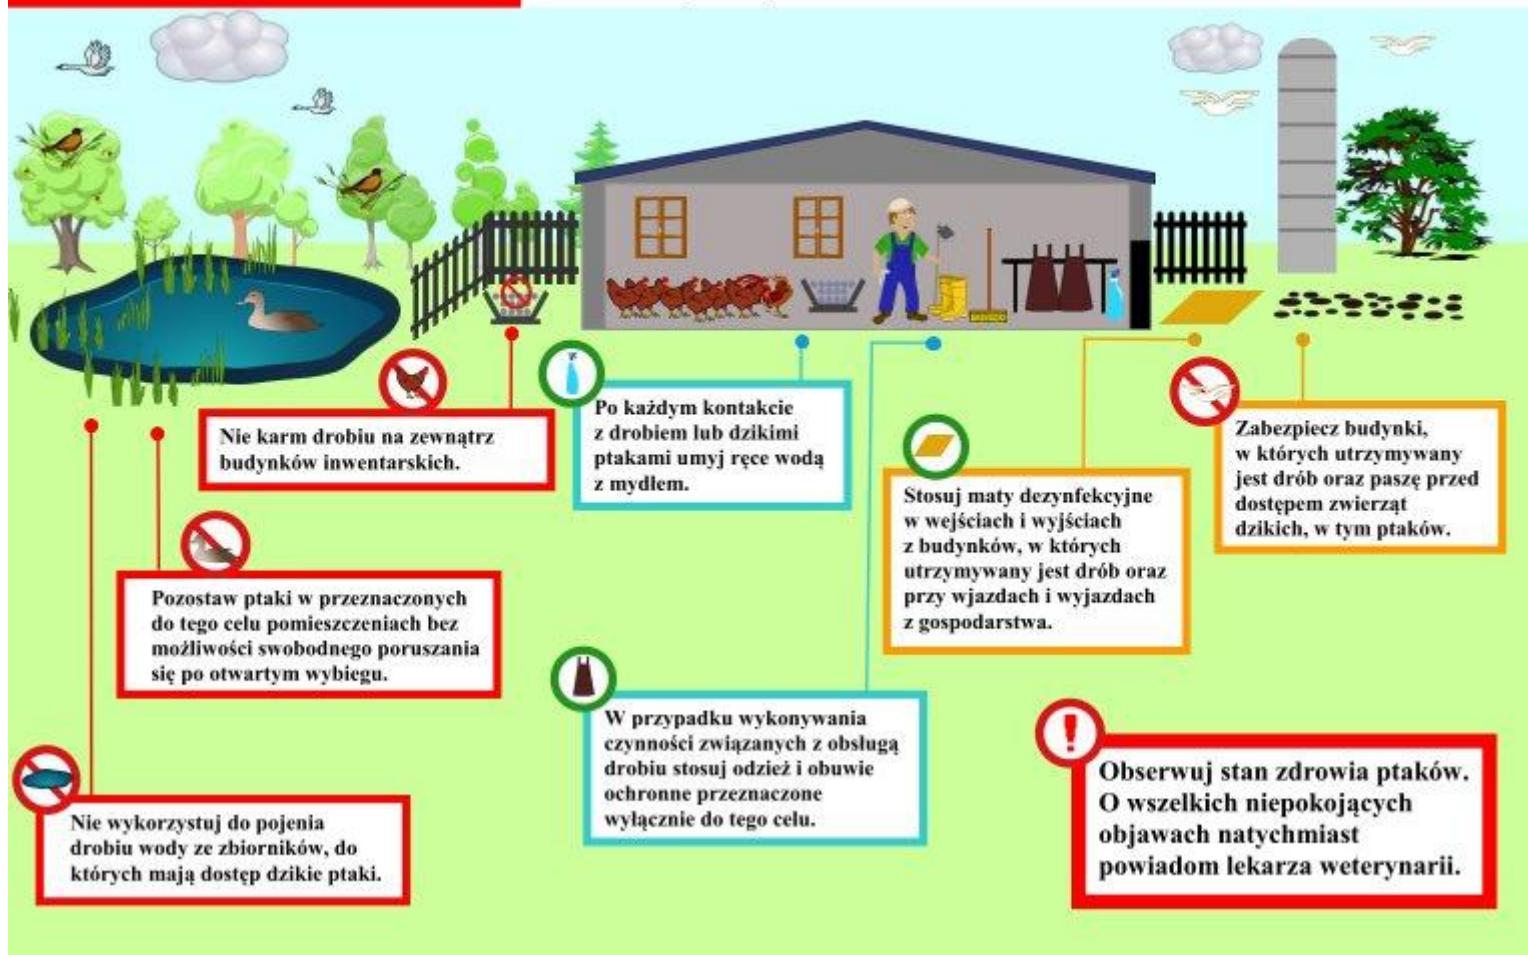 Nie karm drobiu na zewnątrz
budynków inwentarskich.
Po każdym kontakcie
z drobiem lub dzikimi
ptakami umyj ręce wodą
z mydłem.
Zabezpiecz budynki,
w których utrzymywany
jest drób oraz paszę przed
dostępem zwierząt
dzikich, w tym ptaków.
Stosuj maty dezynfekcyjne
w wejściach i wyjściach
z budynków, w których
utrzymywany jest drób oraz
przy wjazdach i wyjazdach
z gospodarstwa.
Pozostaw ptaki w przeznaczonych
do tego celu pomieszczeniach bez
możliwości swobodnego poruszania
się po otwartym wybiegu.
W przypadku wykonywania
czynności związanych z obsługą
drobiu stosuj odzież i obuwie
ochronne przeznaczone
wyłącznie do tego celu.
Nie wykorzystuj do pojenia
drobiu wody ze zbiorników, do
których mają dostęp dzikie ptaki.
Obserwuj stan zdrowia ptaków.
O wszelkich niepokojących
objawach natychmiast
powiadom lekarza weterynarii.